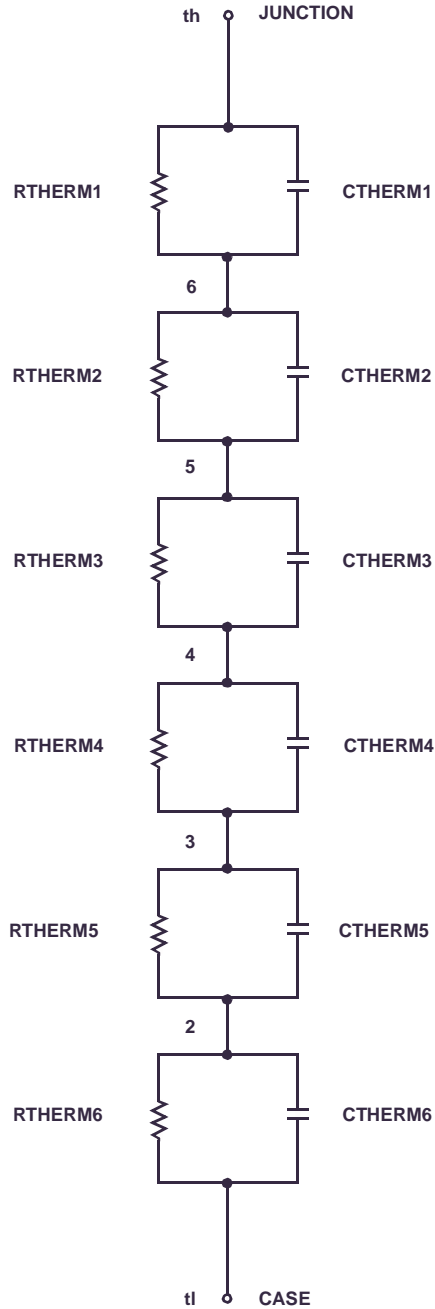 th JUNCTION
RTHERM1 CTHERM1
6
RTHERM2 CTHERM2
5
RTHERM3 CTHERM3
4
RTHERM4 CTHERM4
3
RTHERM5 CTHERM5
2
RTHERM6 CTHERM6
tl CASE